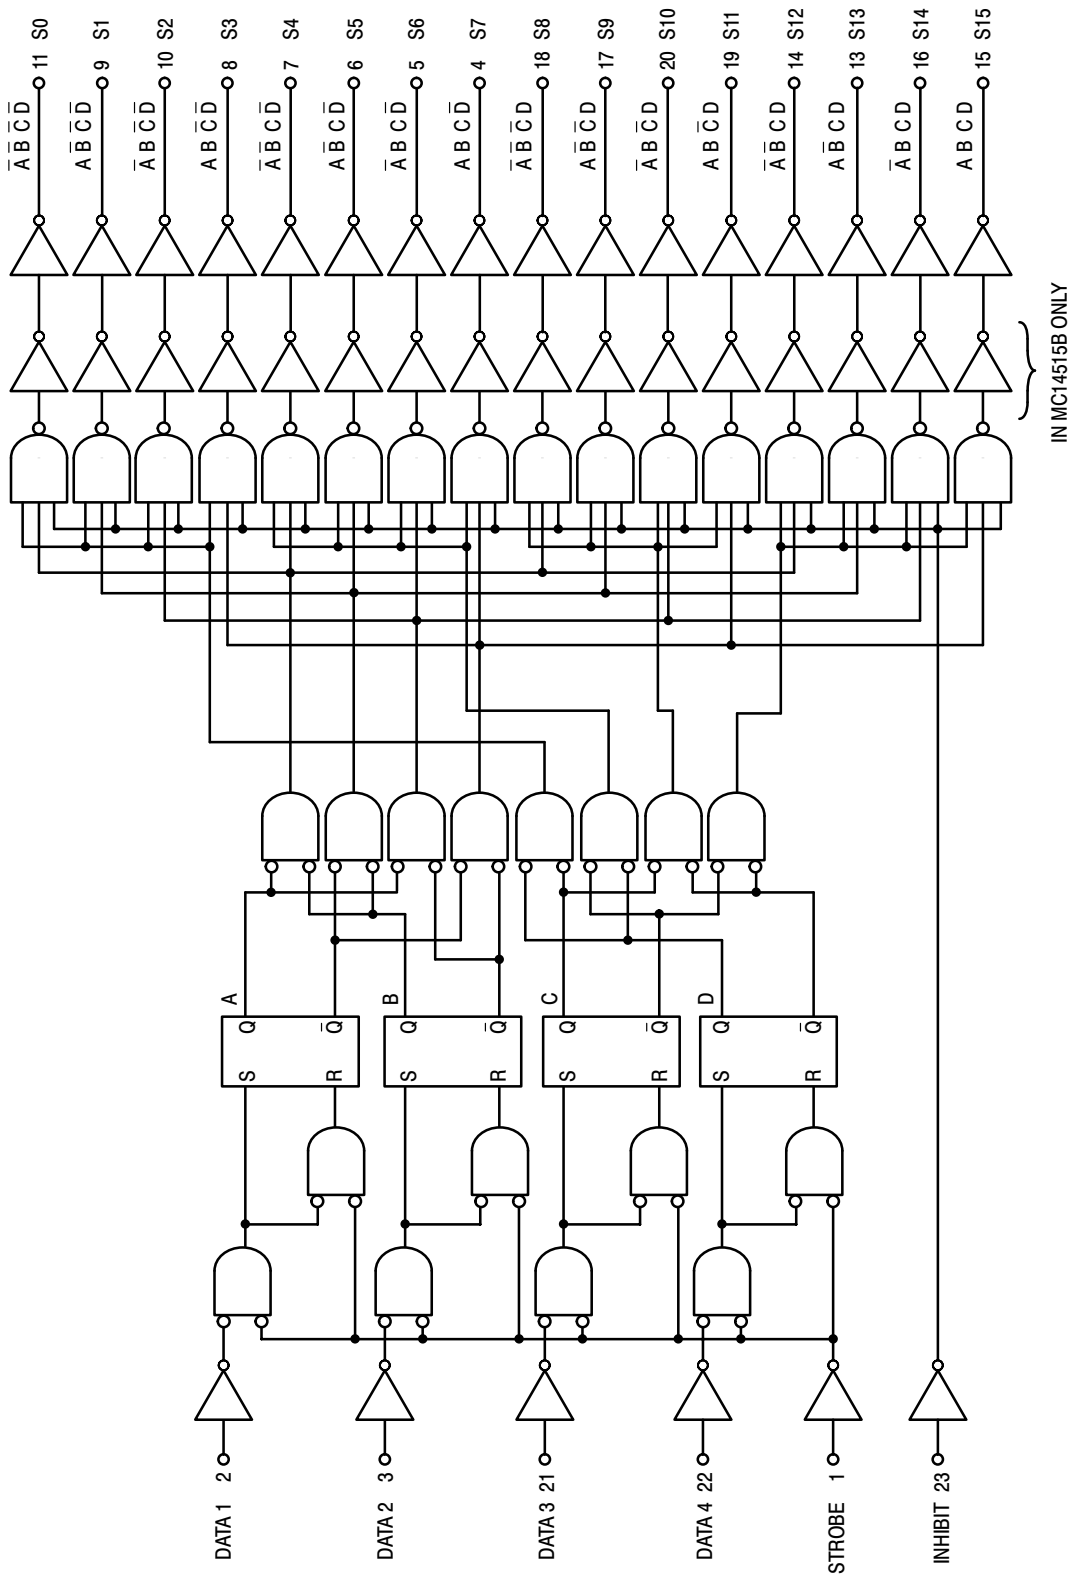 DATA 1 2
DATA 2 3
DATA 3 21
DATA 4 22
STROBE 1
INHIBIT 23
S Q A
R Q̅
S Q B
R Q̅
S Q C
R Q̅
S Q D
R Q̅
A̅ B̅ C̅ D̅ 11 S0
A B̅ C̅ D̅ 9 S1
A̅ B C̅ D̅ 10 S2
A B C̅ D̅ 8 S3
A̅ B̅ C D̅ 7 S4
A B̅ C D̅ 6 S5
A̅ B C D̅ 5 S6
A B C D̅ 4 S7
A̅ B̅ C̅ D 18 S8
A B̅ C̅ D 17 S9
A̅ B C̅ D 20 S10
A B C̅ D 19 S11
A̅ B̅ C D 14 S12
A B̅ C D 13 S13
A̅ B C D 16 S14
A B C D 15 S15
IN MC14515B ONLY